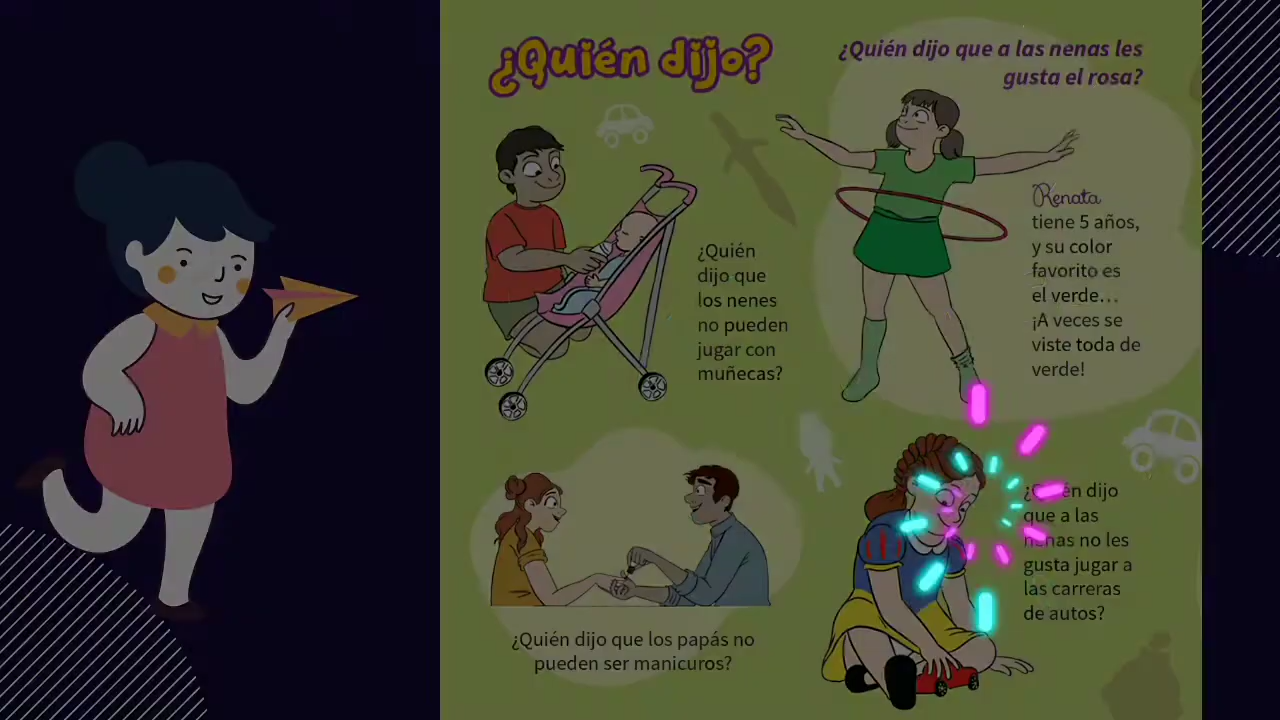 ¿Quién dijo?
¿Quién dijo que a las nenas les
gusta el rosa?
Renata
tiene 5 años,
y su color
favorito es
el verde...
¡A veces se
viste toda de
verde!
¿Quién
dijo que
los nenes
no pueden
jugar con
muñecas?
¿Quién dijo que los papás no
pueden ser manicuros?
¿Quién dijo
que a las
nenas no les
gusta jugar a
las carreras
de autos?